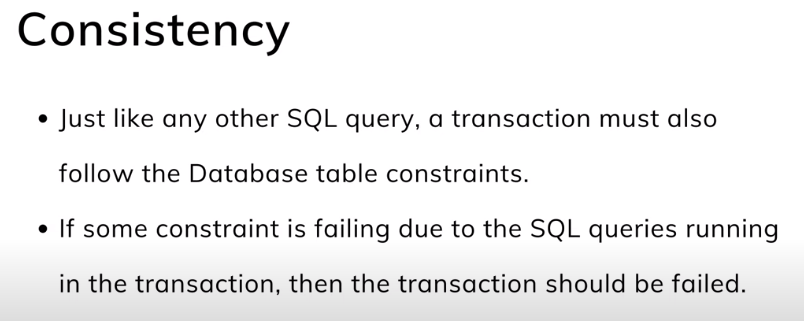 Consistency
• Just like any other SQL query, a transaction must also
follow the Database table constraints.
• If some constraint is failing due to the SQL queries running
in the transaction, then the transaction should be failed.